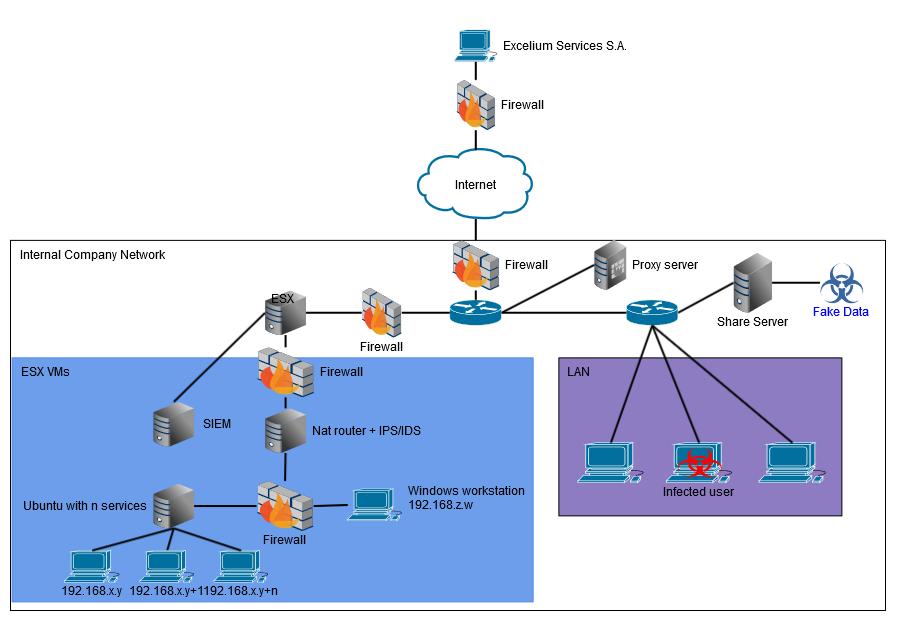 Excelium Services S.A.
Firewall
Internet
Internal Company Network
Firewall
Proxy server
ESX
Share Server
Fake Data
Firewall
ESX VMs
Firewall
LAN
SIEM
Nat router + IPS/IDS
Infected user
Ubuntu with n services
Windows workstation
192.168.z.w
Firewall
192.168.x.y
192.168.x.y+1
192.168.x.y+n